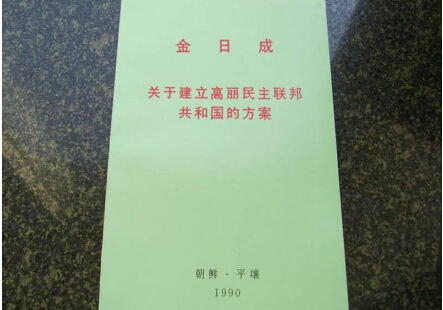 金 日 成
关于建立高丽民主联邦
共和国的方案
朝鲜 · 平壤
1990